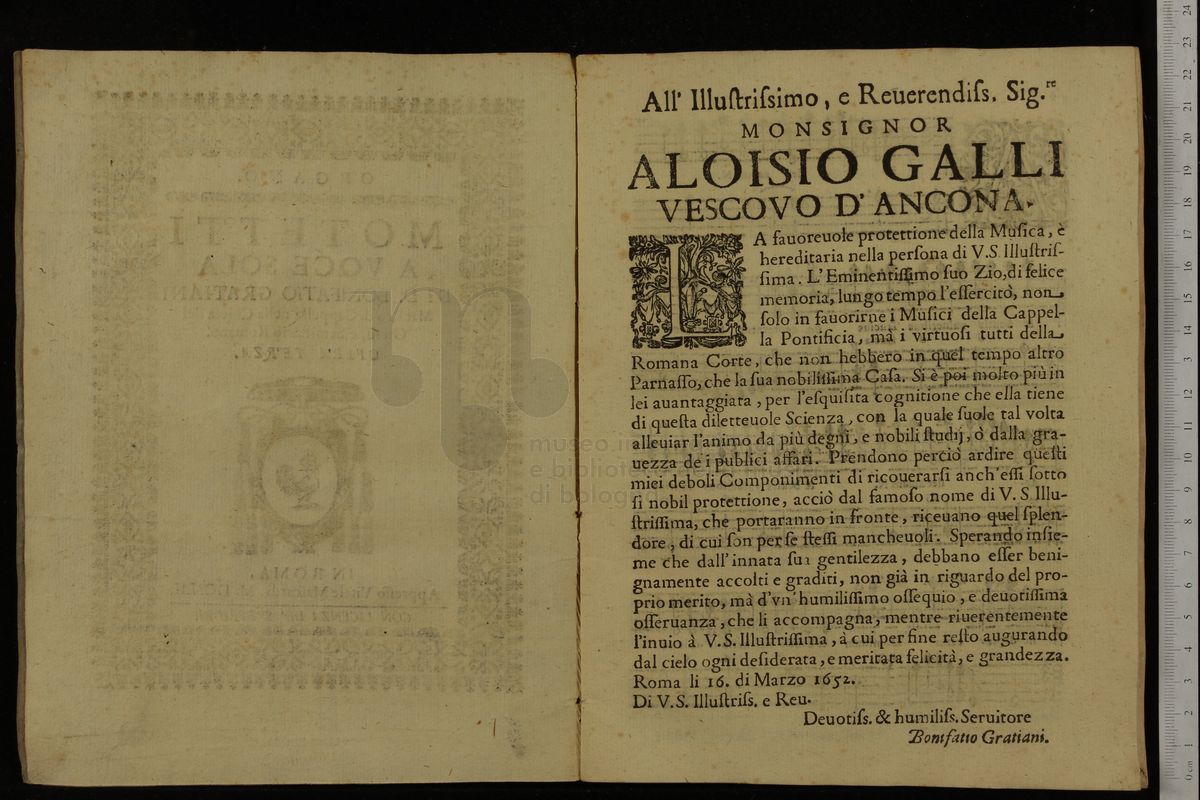 All' Illuſtriſsimo, e Reuerendiſs. Sig.re
MONSIGNOR
ALOISIO GALLI
VESCOVO D'ANCONA.
LA fauoreuole protettione della Muſica, è
hereditaria nella perſona di V.S. Illuſtriſ-
ſima. L'Eminentiſſimo ſuo Zio, di felice
memoria, lungo tempo l'eſſercitò, non
ſolo in fauorirne i Muſici della Cappel-
la Pontificia, mà i virtuoſi tutti della
Romana Corte, che non hebbero in quel tempo altro
Parnaſſo, che la ſua nobiliſſima Caſa. Si è poi molto più in
lei auantaggiata, per l'eſquiſita cognitione che ella tiene
di queſta diletteuole Scienza, con la quale ſuole tal volta
alleuiar l'animo da più degni, e nobili ſtudij, ò dalla gra-
uezza de i publici affari. Prendono perciò ardire queſti
miei deboli Componimenti di ricouerarſi anch'eſſi ſotto
ſi nobil protettione, acciò dal famoſo nome di V. S Illu-
ſtriſſima, che portaranno in fronte, riceuano quel ſplen-
dore, di cui ſon per ſe ſteſſi mancheuoli. Sperando inſie-
me che dall'innata ſua gentilezza, debbano eſſer beni-
gnamente accolti e graditi, non già in riguardo del pro-
prio merito, mà d'vn'humiliſſimo oſſequio, e deuotiſſima
oſſeruanza, che li accompagna, mentre riuerentemente
l'inuio à V.S. Illuſtriſſima, à cui per fine reſto augurando
dal cielo ogni deſiderata, e meritata felicità, e grandezza.
Roma li 16. di Marzo 1652.
Di V.S. Illuſtriſs. e Reu.
Deuotiſs. & humiliſs. Seruitore
Bonifatio Gratiani.